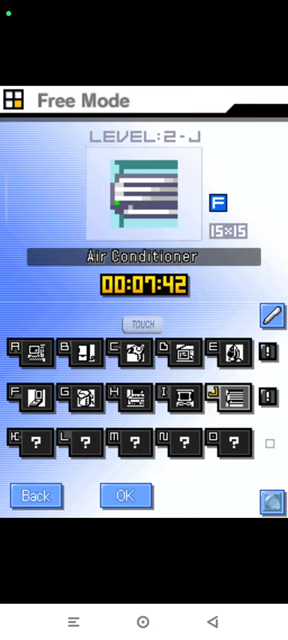 Free Mode
LEVEL:2-J
F
15×15
Air Conditioner
00:07:42
TOUCH
A B C D E !
F G H I J !
K ? L ? M ? N ? O ?
Back OK